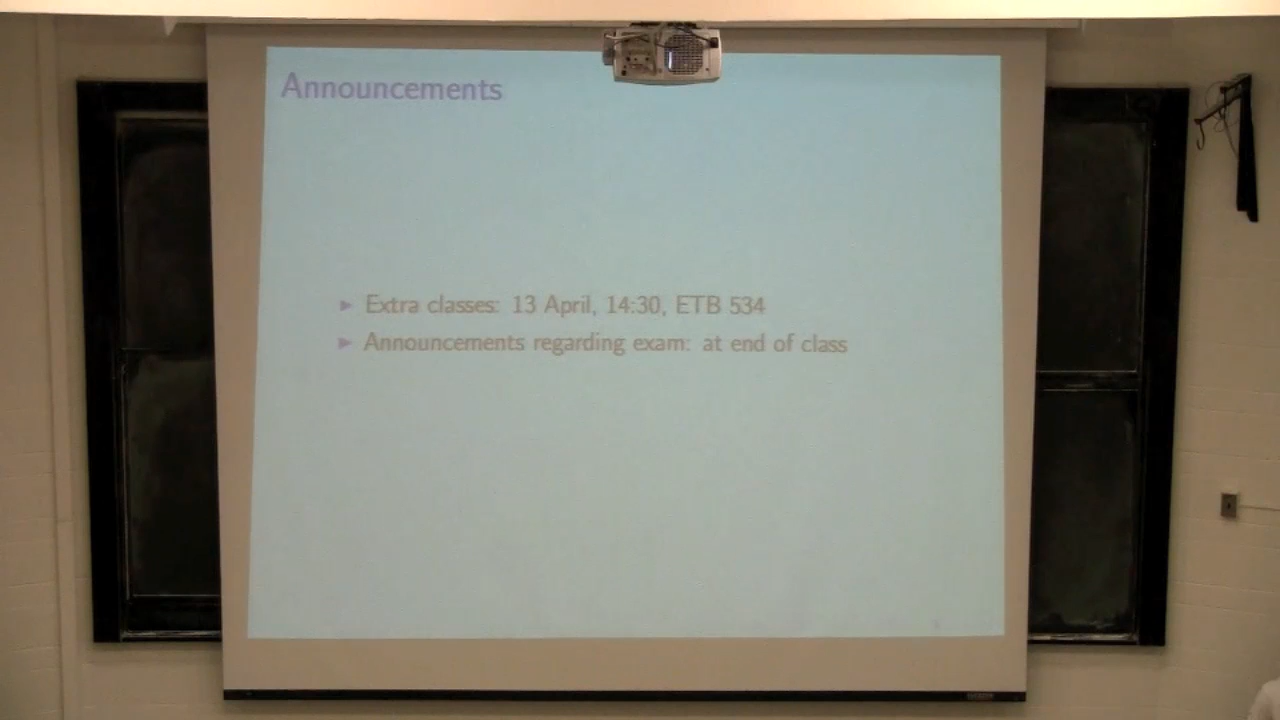 Announcements
▶ Extra classes: 13 April, 14:30, ETB 534
▶ Announcements regarding exam: at end of class